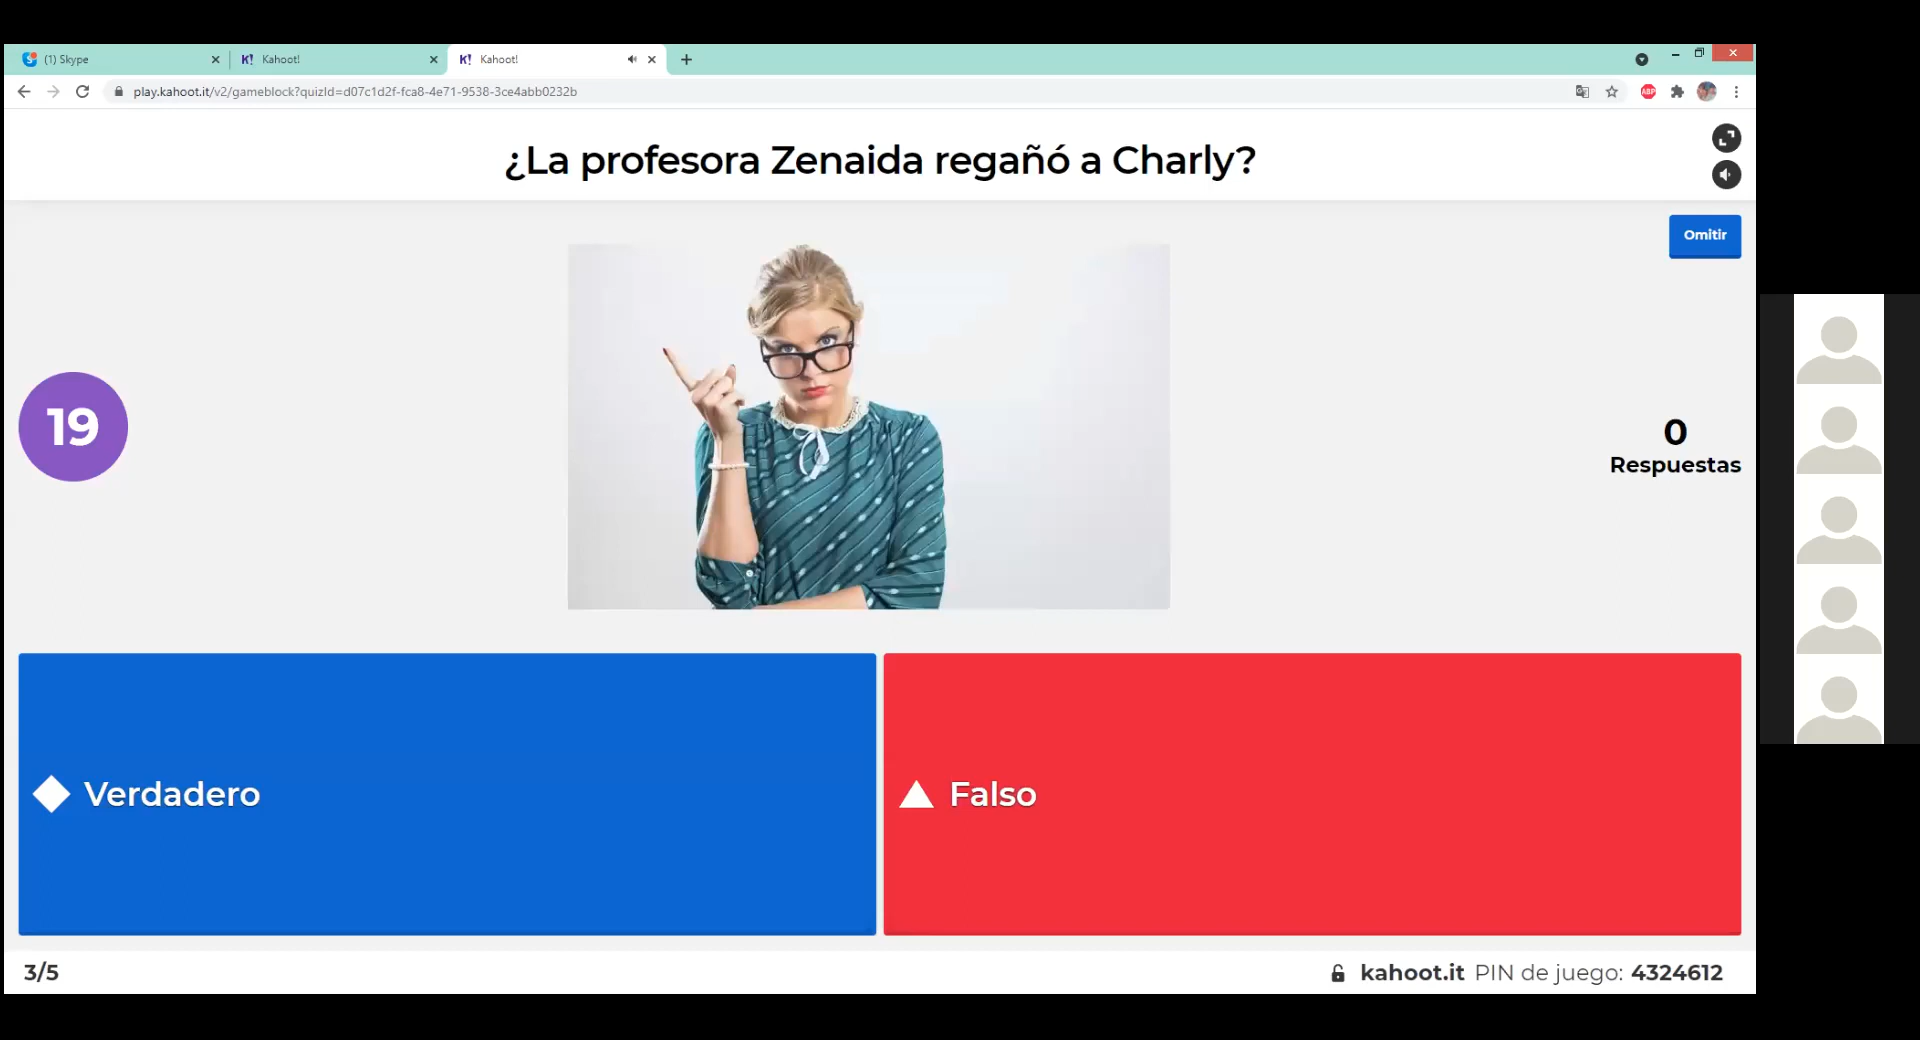 (1) Skype
K! Kahoot!
K! Kahoot!
play.kahoot.it/v2/gameblock?quizId=d07c1d2f-fca8-4e71-9538-3ce4abb0232b
ABP
¿La profesora Zenaida regañó a Charly?
Omitir
19
0
Respuestas
Verdadero
Falso
3/5
kahoot.it PIN de juego: 4324612